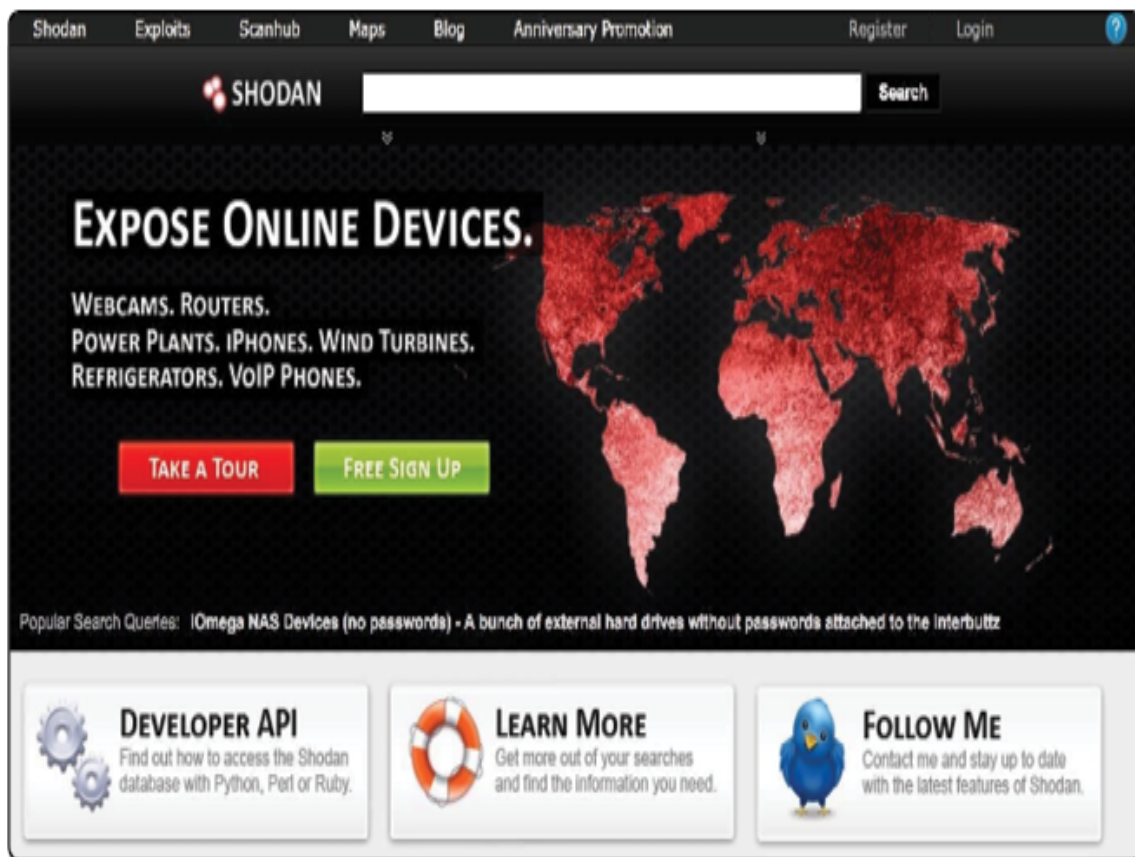 Shodan Exploits Scanhub Maps Blog Anniversary Promotion Register Login ?
SHODAN Search
EXPOSE ONLINE DEVICES.
WEBCAMS. ROUTERS.
POWER PLANTS. IPHONES. WIND TURBINES.
REFRIGERATORS. VOIP PHONES.
TAKE A TOUR FREE SIGN UP
Popular Search Queries: IOmega NAS Devices (no passwords) - A bunch of external hard drives without passwords attached to the Interbuttz
DEVELOPER API
Find out how to access the Shodan
database with Python, Perl or Ruby.
LEARN MORE
Get more out of your searches
and find the information you need.
FOLLOW ME
Contact me and stay up to date
with the latest features of Shodan.